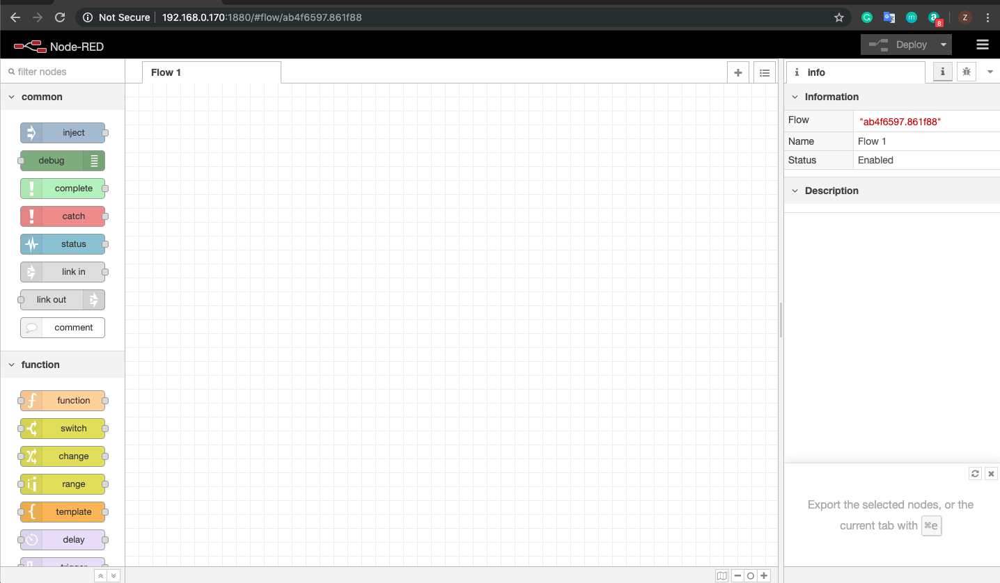 Not Secure 192.168.0.170:1880/#flow/ab4f6597.861f88
8
Z
Node-RED
Deploy
filter nodes
Flow 1
info
common
inject
debug
complete
catch
status
link in
link out
comment
function
function
switch
change
range
template
delay
trigger
Information
Flow "ab4f6597.861f88"
Name Flow 1
Status Enabled
Description
Export the selected nodes, or the
current tab with ⌘e